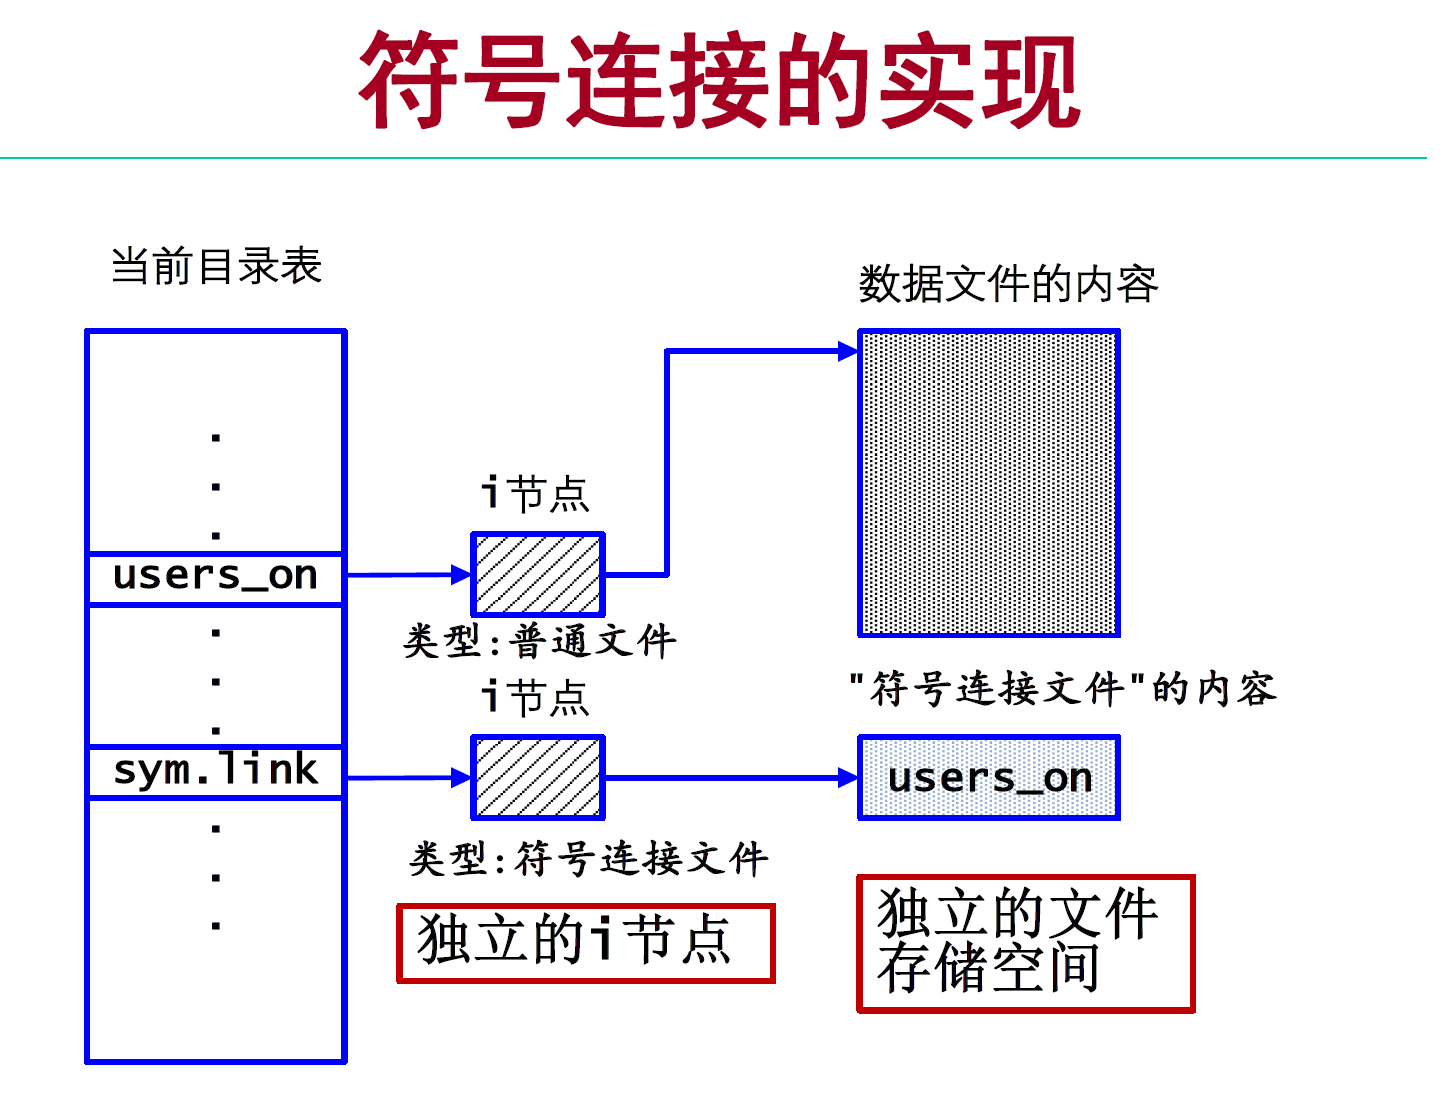 符号连接的实现
当前目录表
数据文件的内容
i节点
users_on
类型:普通文件
i节点
"符号连接文件"的内容
sym.link
users_on
类型:符号连接文件
独立的i节点
独立的文件
存储空间